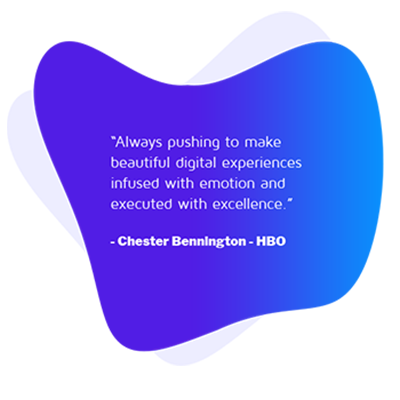 “Always pushing to make
beautiful digital experiences
infused with emotion and
executed with excellence.”
- Chester Bennington - HBO